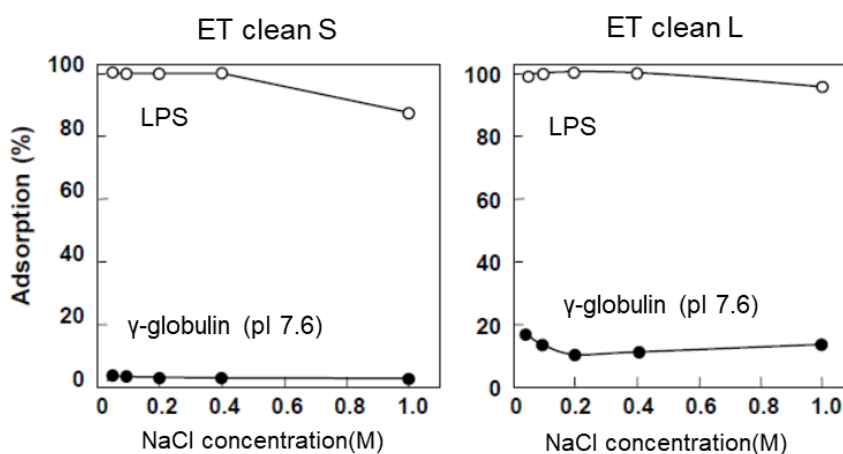 ET clean S
Adsorption (%)
100
80
60
40
20
0
LPS
γ-globulin (pI 7.6)
0 0.2 0.4 0.6 0.8 1.0
NaCl concentration(M)
ET clean L
100
80
60
40
20
0
LPS
γ-globulin (pI 7.6)
0 0.2 0.4 0.6 0.8 1.0
NaCl concentration(M)